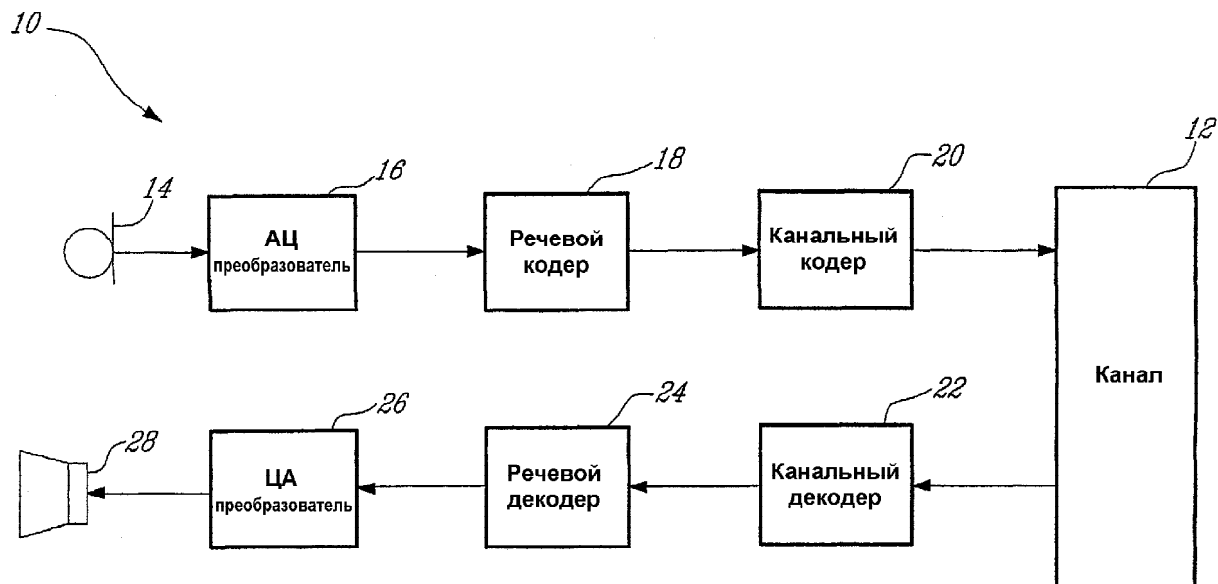 10
14
16
18
20
12
АЦ
преобразователь
Речевой
кодер
Канальный
кодер
Канал
28
26
24
22
ЦА
преобразователь
Речевой
декодер
Канальный
декодер